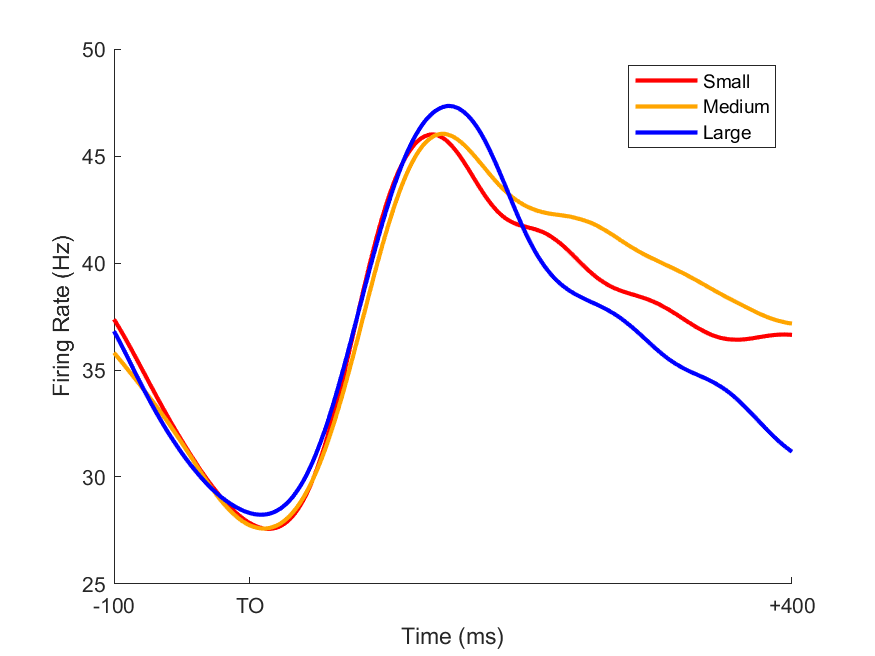 50
45
40
35
30
25
Firing Rate (Hz)
Small
Medium
Large
-100
TO
+400
Time (ms)